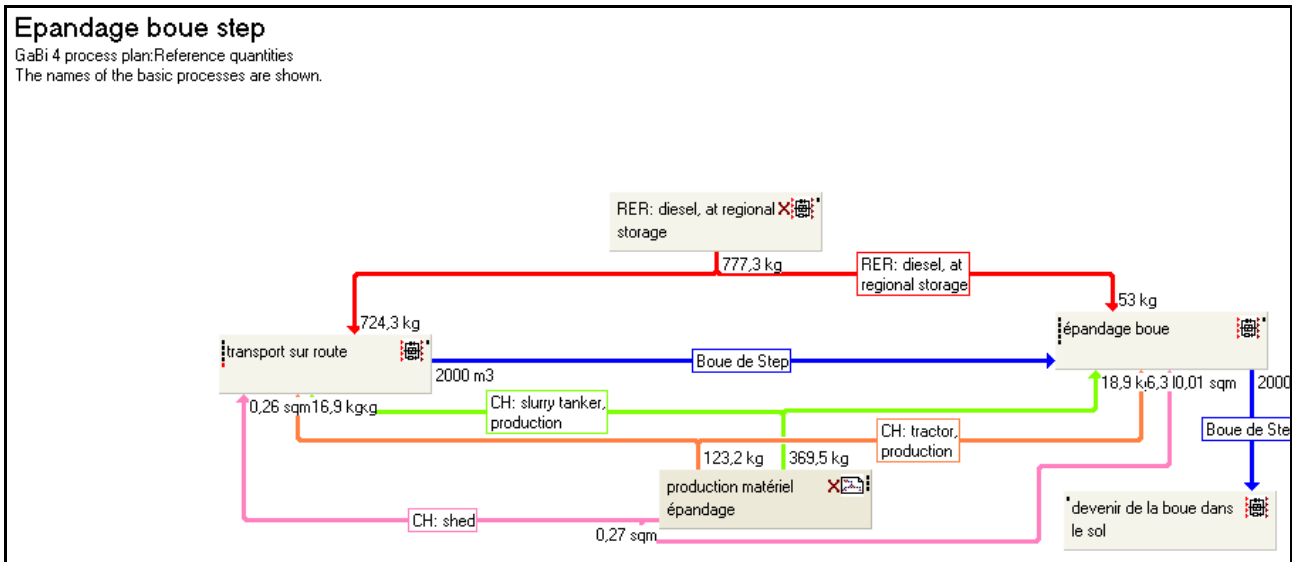 Epandage boue step
GaBi 4 process plan:Reference quantities
The names of the basic processes are shown.
RER: diesel, at regional
storage
777,3 kg
RER: diesel, at
regional storage
724,3 kg
53 kg
transport sur route
épandage boue
Boue de Step
2000 m3
0,26 sqm
16,9 kg
18,9 k
6,3
0,01 sqm
2000
CH: slurry tanker,
production
CH: tractor,
production
Boue de Ste
123,2 kg
369,5 kg
production matériel
épandage
CH: shed
0,27 sqm
devenir de la boue dans
le sol